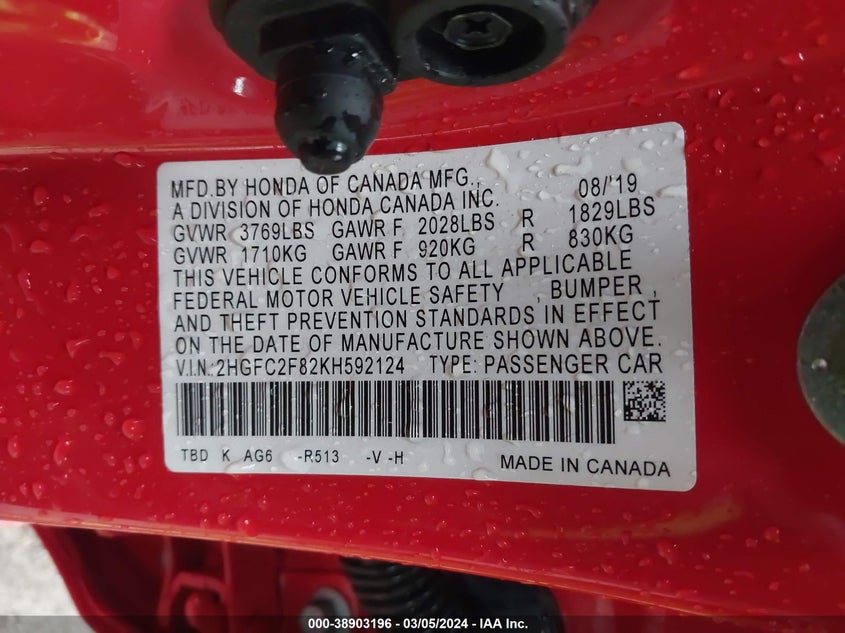 MFD.BY HONDA OF CANADA MFG., 08/'19
A DIVISION OF HONDA CANADA INC.
GVWR 3769LBS GAWR F 2028LBS R 1829LBS
GVWR 1710KG GAWR F 920KG R 830KG
THIS VEHICLE CONFORMS TO ALL APPLICABLE
FEDERAL MOTOR VEHICLE SAFETY , BUMPER ,
AND THEFT PREVENTION STANDARDS IN EFFECT
ON THE DATE OF MANUFACTURE SHOWN ABOVE.
V.I.N.:2HGFC2F82KH592124 TYPE: PASSENGER CAR
TBD K AG6 -R513 -V -H
MADE IN CANADA
000-38903196 - 03/05/2024 - IAA Inc.